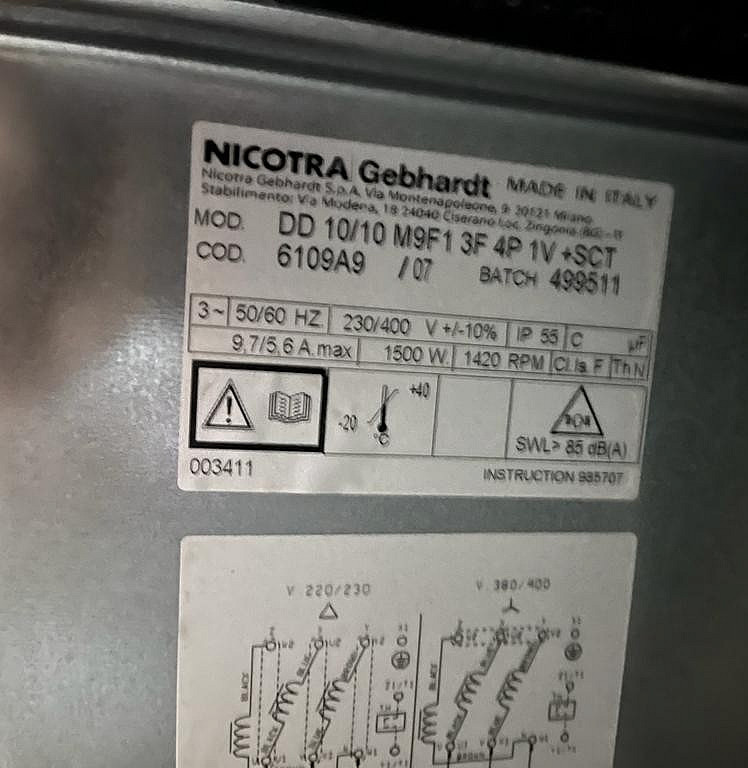 NICOTRA Gebhardt MADE IN ITALY
Nicotra Gebhardt S.p.A. Via Montenapoleone, 9 20121 Milano
Stabilimento: Via Modena, 18 24040 Ciserano Loc. Zingonia (BG) - IT
MOD. DD 10/10 M9F1 3F 4P 1V +SCT
COD. 6109A9 /07 BATCH 499511
3~ 50/60 HZ 230/400 V +/-10% IP 55 C µF
9,7/5,6 A.max 1500 W. 1420 RPM Cl.Is. F Th.N
-20 +40
°C
SWL> 85 dB(A)
003411 INSTRUCTION 985707
V 220/230 V 380/400
BLACK BLACK